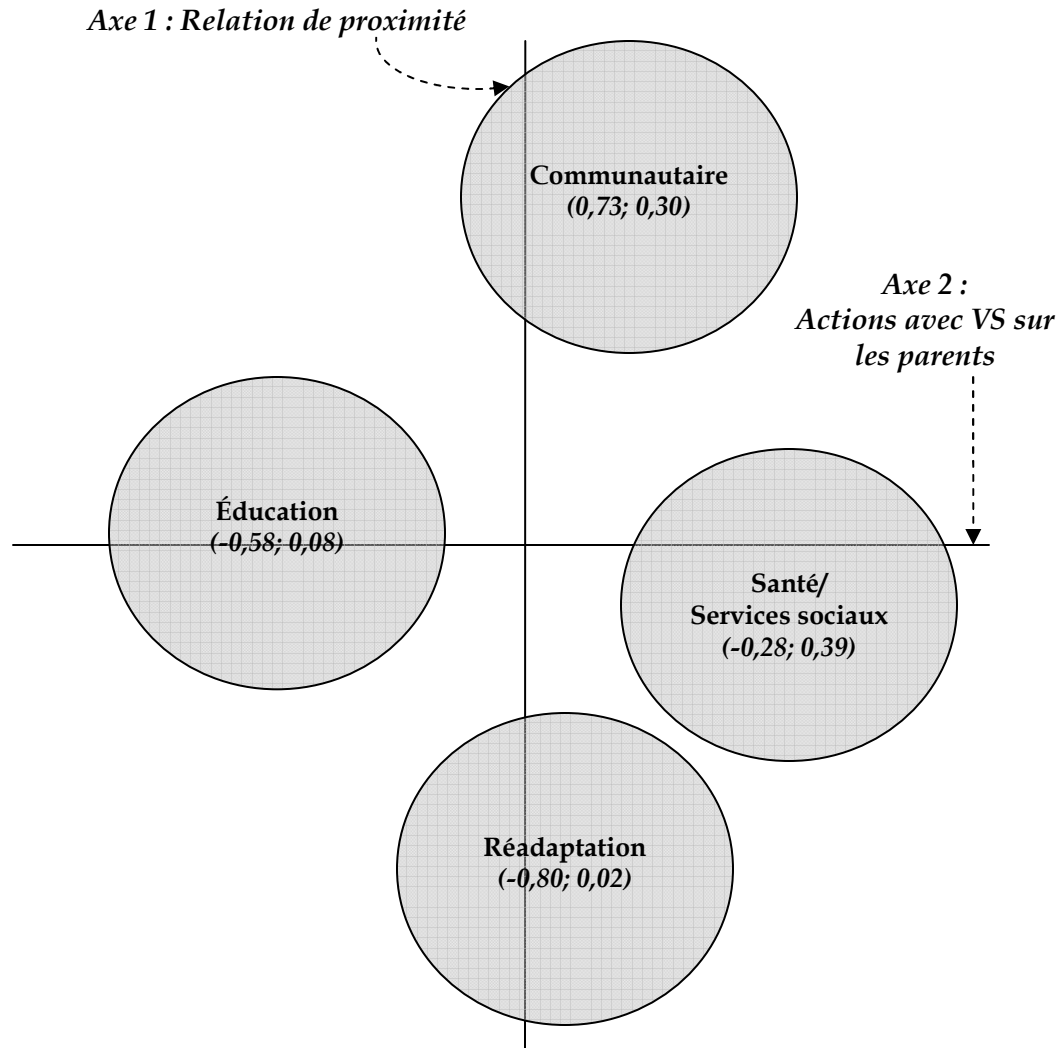 Axe 1 : Relation de proximité
Communautaire
(0,73; 0,30)
Axe 2 :
Actions avec VS sur
les parents
Éducation
(-0,58; 0,08)
Santé/
Services sociaux
(-0,28; 0,39)
Réadaptation
(-0,80; 0,02)